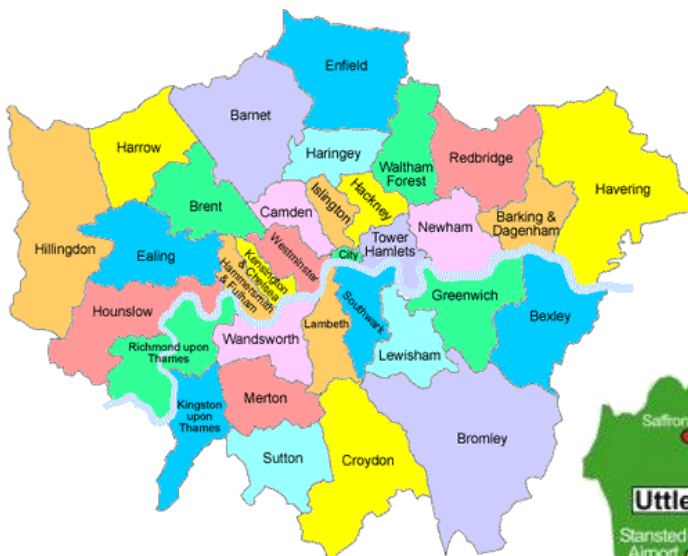 Enfield
Barnet
Harrow
Haringey
Waltham
Forest
Redbridge
Havering
Brent
Camden
Islington
Hackney
Newham
Barking &
Dagenham
Hillingdon
Ealing
Kensington
& Chelsea
Hammersmith
& Fulham
Westminster
City
Tower
Hamlets
Hounslow
Greenwich
Bexley
Richmond upon
Thames
Wandsworth
Lambeth
Southwark
Lewisham
Kingston
upon
Thames
Merton
Bromley
Sutton
Croydon
Saffron
Uttle
Stansted
Airport